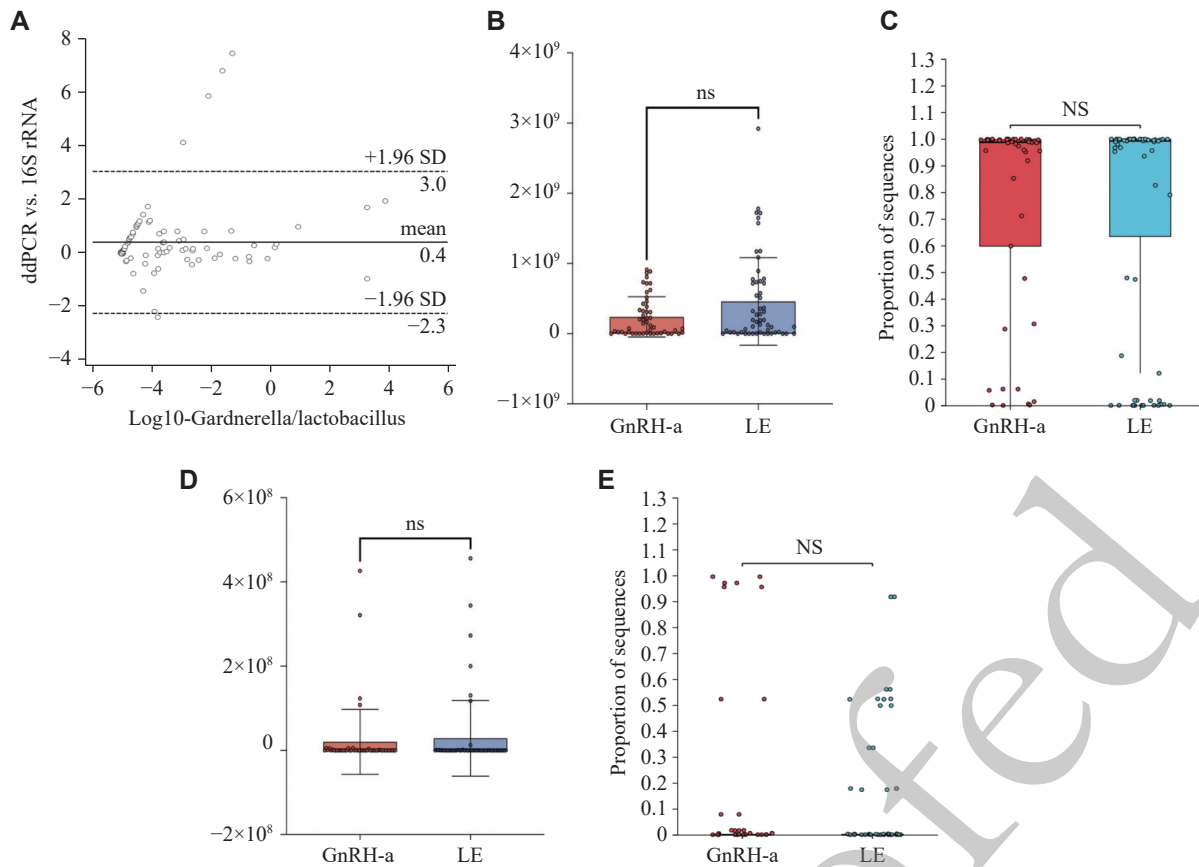 A
8
6
4
2
0
−2
−4
ddPCR vs. 16S rRNA
+1.96 SD
3.0
mean
0.4
−1.96 SD
−2.3
−6 −4 −2 0 2 4 6
Log10-Gardnerella/lactobacillus
B
4×10⁹
3×10⁹
2×10⁹
1×10⁹
0
−1×10⁹
ns
GnRH-a LE
C
1.3
1.2
1.1
1.0
0.9
0.8
0.7
0.6
0.5
0.4
0.3
0.2
0.1
0
Proportion of sequences
NS
GnRH-a LE
D
6×10⁸
4×10⁸
2×10⁸
0
−2×10⁸
ns
GnRH-a LE
E
1.3
1.2
1.1
1.0
0.9
0.8
0.7
0.6
0.5
0.4
0.3
0.2
0.1
0
Proportion of sequences
NS
GnRH-a LE
ofed